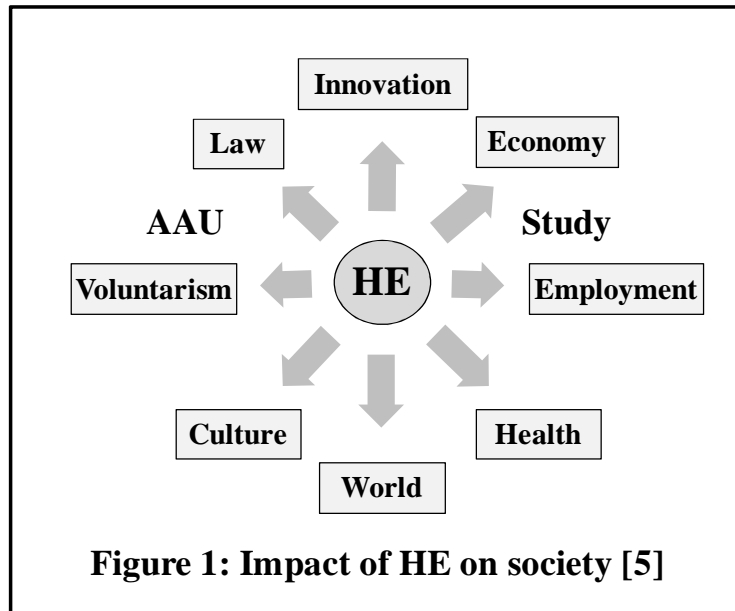 Innovation
Law
Economy
AAU
Study
HE
Voluntarism
Employment
Culture
Health
World
Figure 1: Impact of HE on society [5]